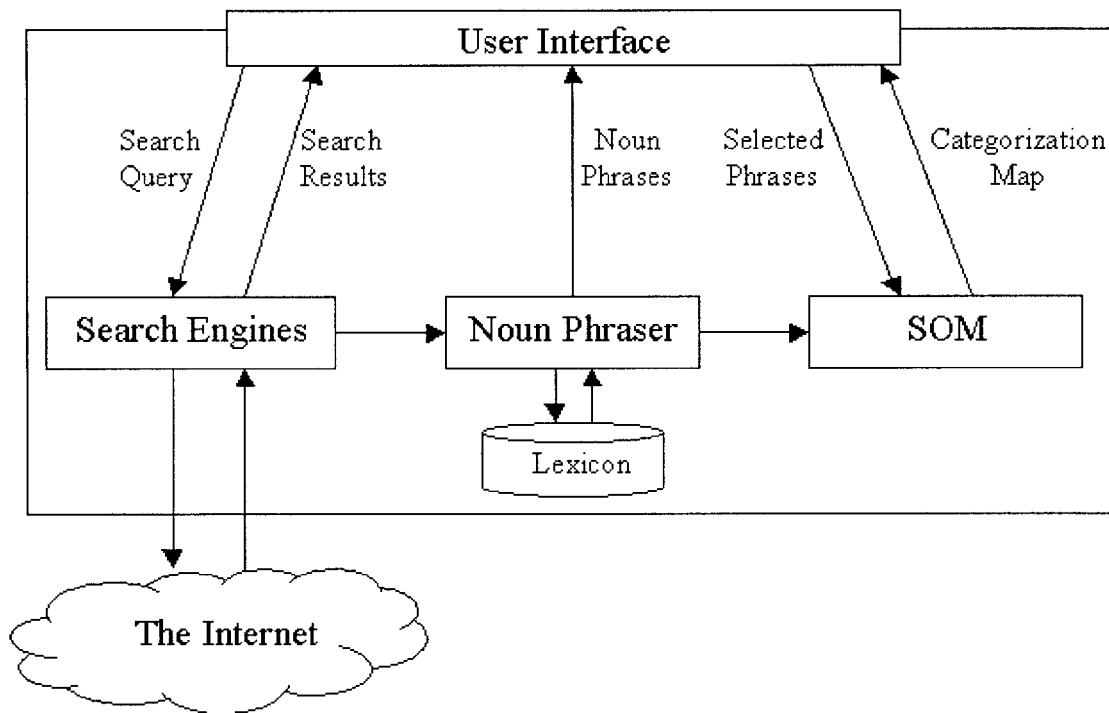 User Interface
Search
Query
Search
Results
Noun
Phrases
Selected
Phrases
Categorization
Map
Search Engines
Noun Phraser
SOM
Lexicon
The Internet